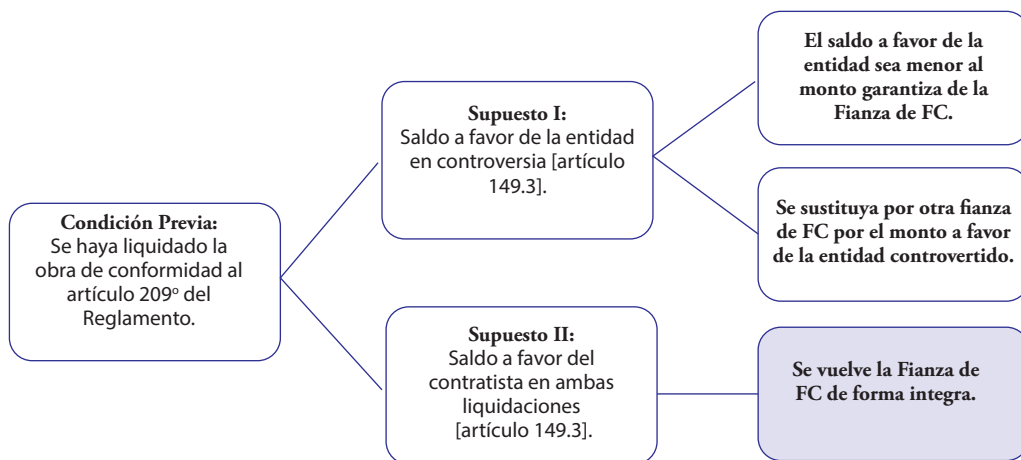 Condición Previa:
Se haya liquidado la
obra de conformidad al
artículo 209º del
Reglamento.
Supuesto I:
Saldo a favor de la entidad
en controversia [artículo
149.3].
El saldo a favor de la
entidad sea menor al
monto garantiza de la
Fianza de FC.
Se sustituya por otra fianza
de FC por el monto a favor
de la entidad controvertido.
Supuesto II:
Saldo a favor del
contratista en ambas
liquidaciones
[artículo 149.3].
Se vuelve la Fianza de
FC de forma integra.